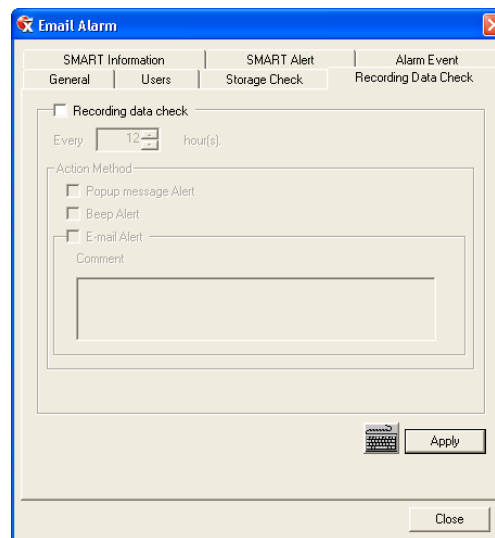 Email Alarm
SMART Information SMART Alert Alarm Event
General Users Storage Check Recording Data Check
Recording data check
Every 12 hour(s).
Action Method
Popup message Alert
Beep Alert
E-mail Alert
Comment
Apply
Close